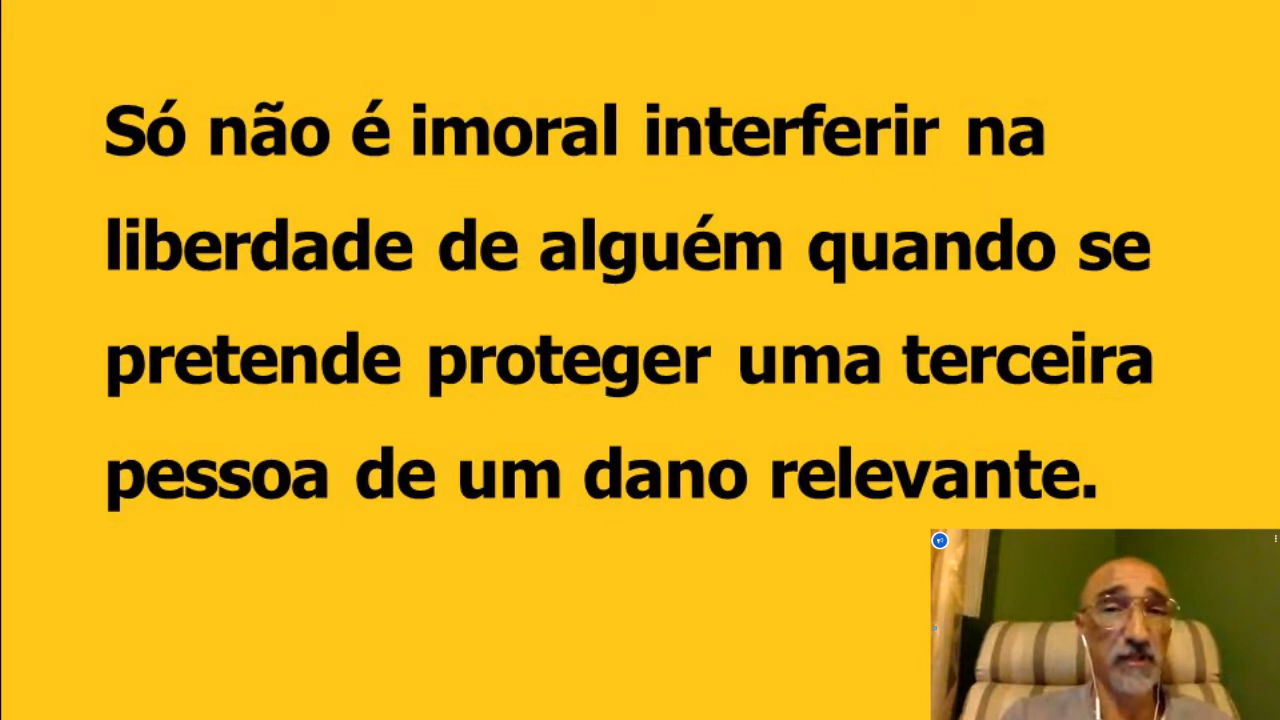 Só não é imoral interferir na
liberdade de alguém quando se
pretende proteger uma terceira
pessoa de um dano relevante.